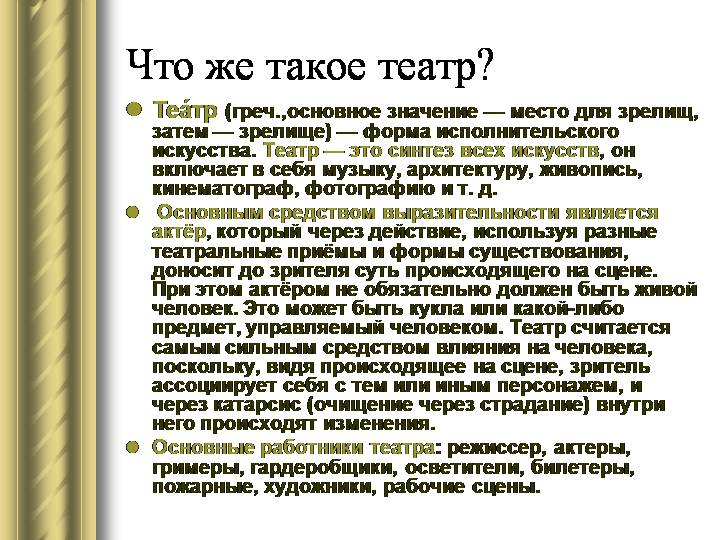 Что же такое театр?
Теа́тр (греч.,основное значение — место для зрелищ,
затем — зрелище) — форма исполнительского
искусства. Театр — это синтез всех искусств, он
включает в себя музыку, архитектуру, живопись,
кинематограф, фотографию и т. д.
Основным средством выразительности является
актёр, который через действие, используя разные
театральные приёмы и формы существования,
доносит до зрителя суть происходящего на сцене.
При этом актёром не обязательно должен быть живой
человек. Это может быть кукла или какой-либо
предмет, управляемый человеком. Театр считается
самым сильным средством влияния на человека,
поскольку, видя происходящее на сцене, зритель
ассоциирует себя с тем или иным персонажем, и
через катарсис (очищение через страдание) внутри
него происходят изменения.
Основные работники театра: режиссер, актеры,
гримеры, гардеробщики, осветители, билетеры,
пожарные, художники, рабочие сцены.